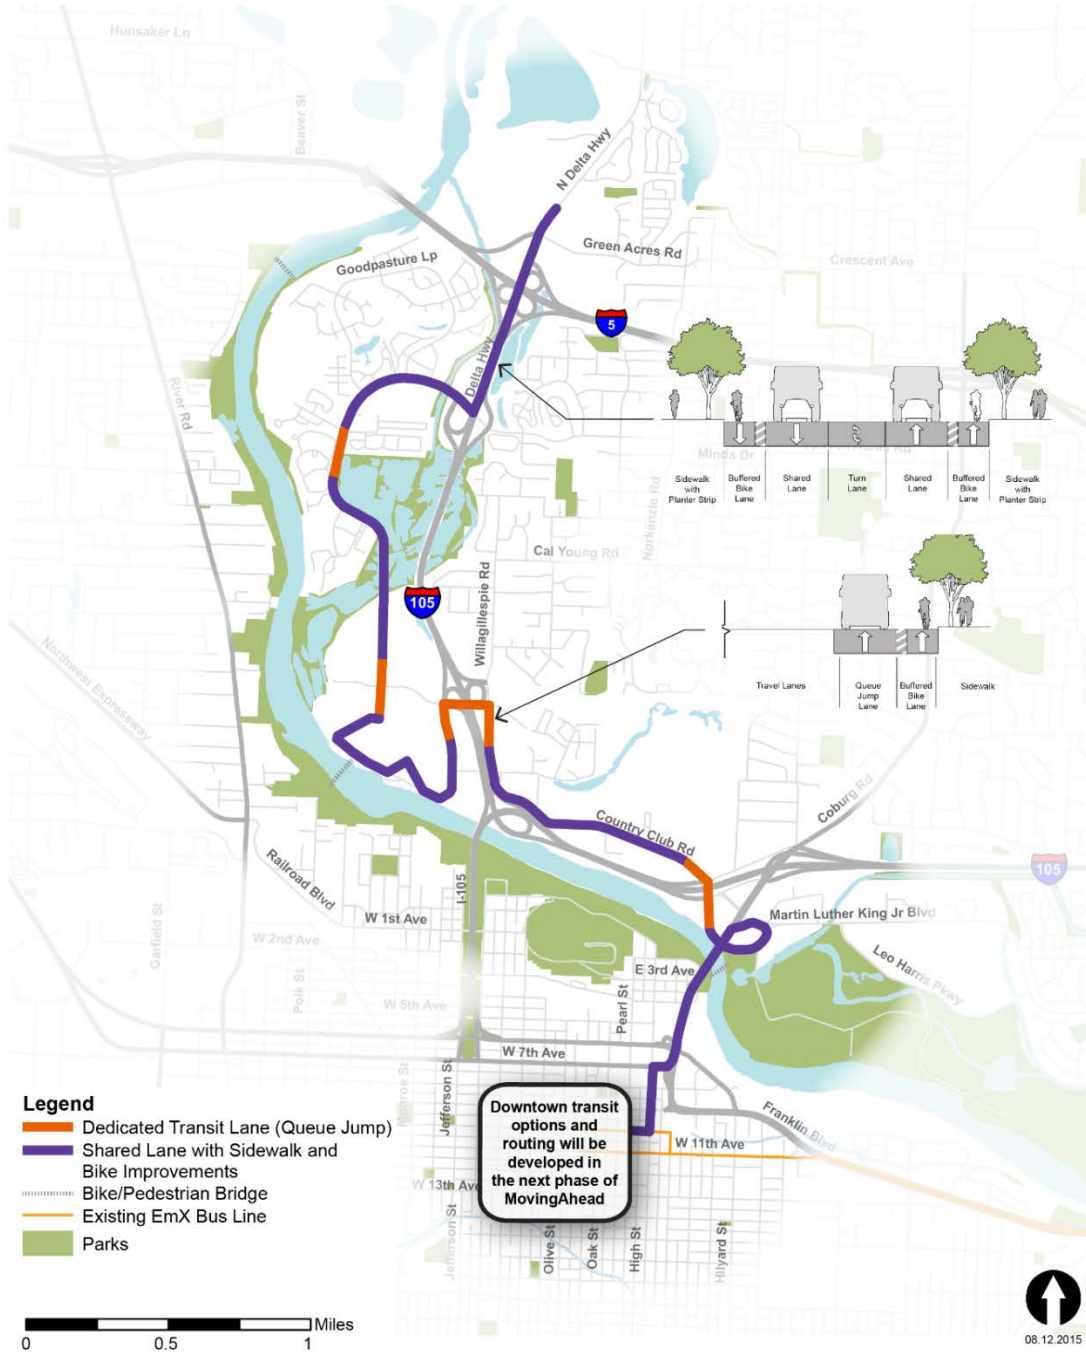 Hunsaker Ln
Beaver St
N Delta Hwy
Green Acres Rd
Crescent Ave
Goodpasture Lp
5
Delta Hwy
River Rd
Minda Dr
Sidewalk with Planter Strip
Buffered Bike Lane
Shared Lane
Turn Lane
Shared Lane
Buffered Bike Lane
Sidewalk with Planter Strip
Norkenzie Rd
Cal Young Rd
Willagillespie Rd
105
Northwest Expressway
Travel Lanes
Queue Jump Lane
Buffered Bike Lane
Sidewalk
Coburg Rd
Country Club Rd
Railroad Blvd
I-105
105
W 1st Ave
Martin Luther King Jr Blvd
Garfield St
W 2nd Ave
Leo Harris Pkwy
E 3rd Ave
Polk St
W 5th Ave
Pearl St
W 7th Ave
Monroe St
Jefferson St
Franklin Blvd
W 11th Ave
W 13th Ave
Downtown transit
options and
routing will be
developed in
the next phase of
MovingAhead
Jefferson St
Olive St
Oak St
High St
Hilyard St
Legend
Dedicated Transit Lane (Queue Jump)
Shared Lane with Sidewalk and
Bike Improvements
Bike/Pedestrian Bridge
Existing EmX Bus Line
Parks
Miles
0 0.5 1
08.12.2015